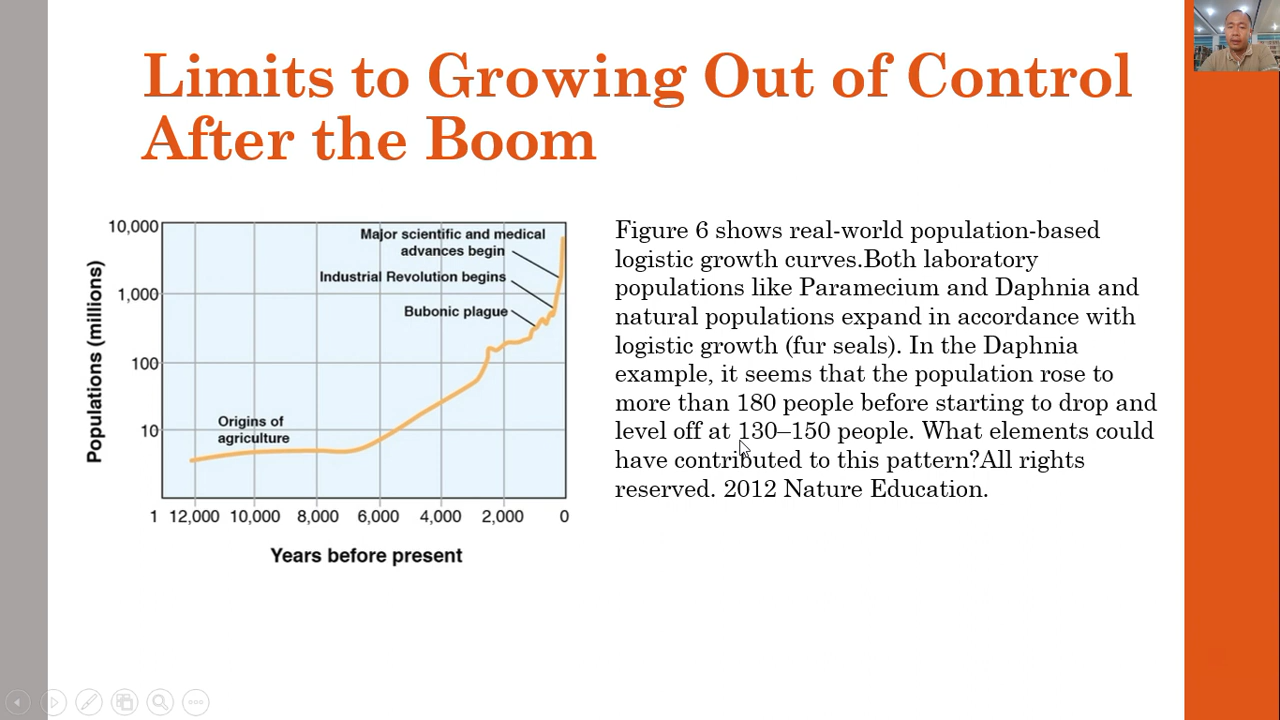 Limits to Growing Out of Control
After the Boom
10,000
1,000
100
10
1
Populations (millions)
Major scientific and medical
advances begin
Industrial Revolution begins
Bubonic plague
Origins of
agriculture
12,000 10,000 8,000 6,000 4,000 2,000 0
Years before present
Figure 6 shows real-world population-based
logistic growth curves.Both laboratory
populations like Paramecium and Daphnia and
natural populations expand in accordance with
logistic growth (fur seals). In the Daphnia
example, it seems that the population rose to
more than 180 people before starting to drop and
level off at 130–150 people. What elements could
have contributed to this pattern?All rights
reserved. 2012 Nature Education.